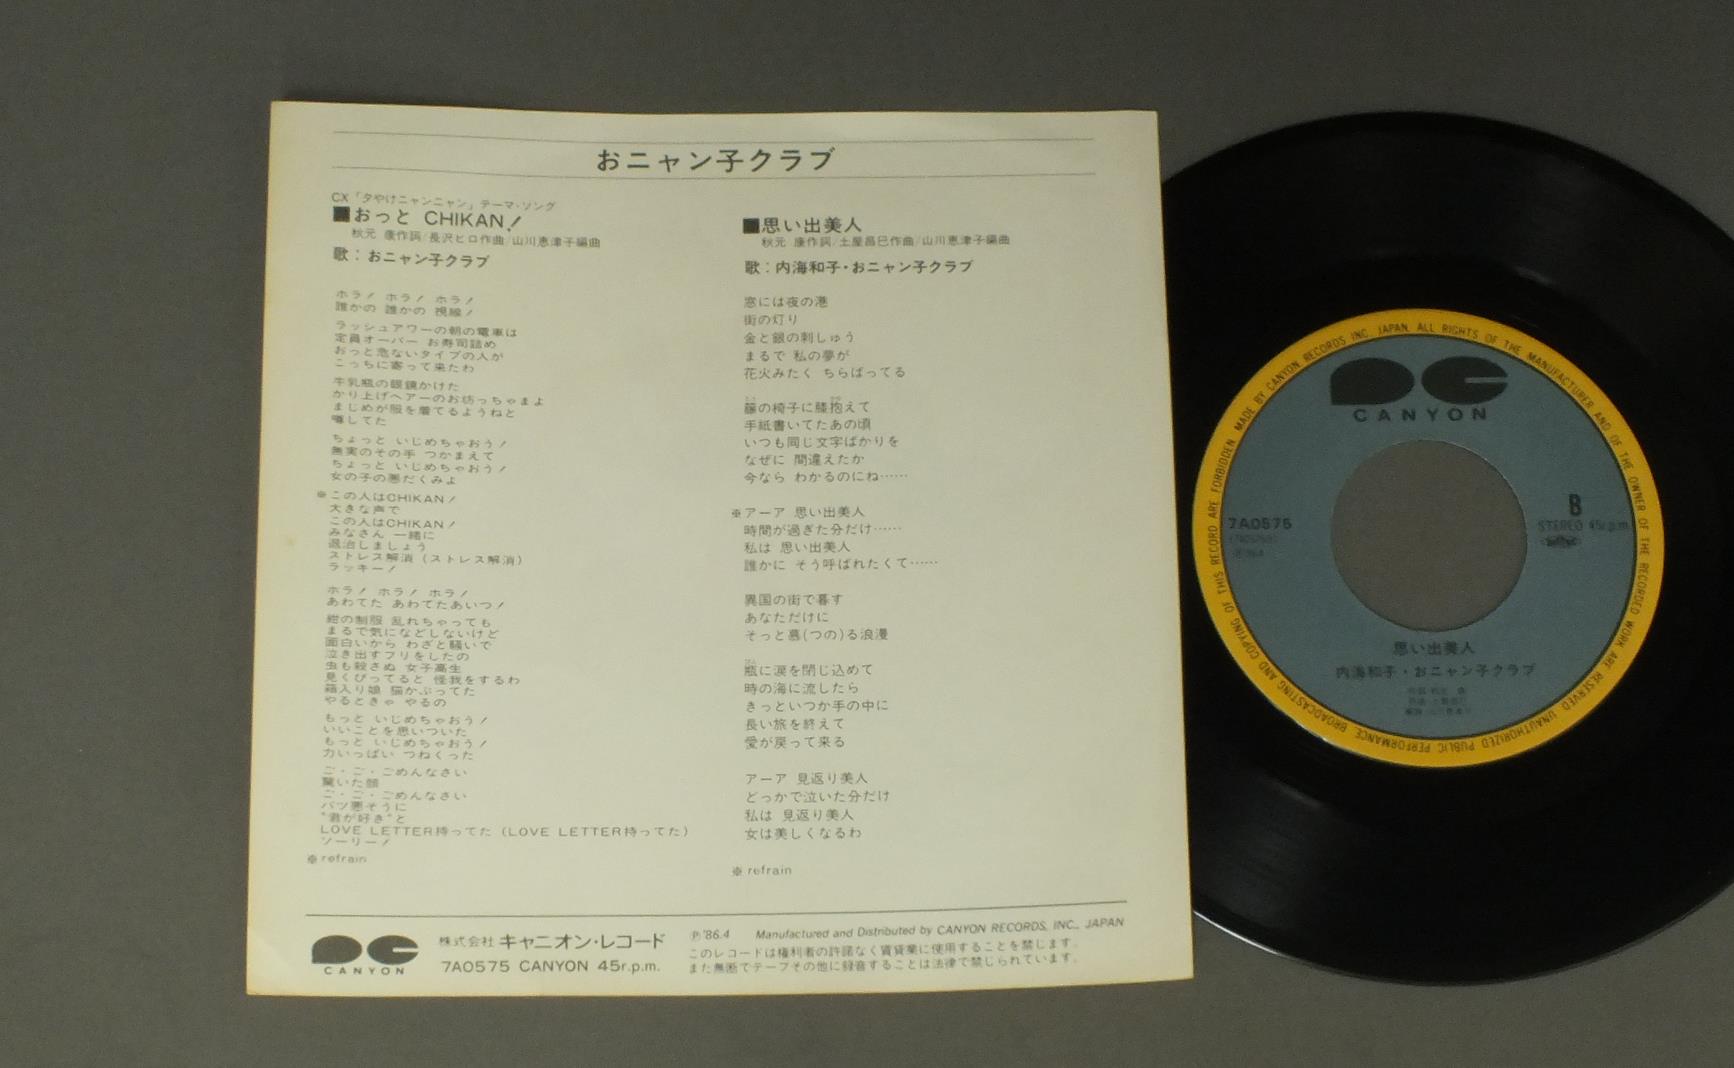 おニャン子クラブ
CX「夕やけニャンニャン」テーマ・ソング
■おっと CHIKAN!
秋元 康作詞/長沢ヒロ作曲/山川恵津子編曲
歌：おニャン子クラブ
ホラ! ホラ! ホラ!
誰かの 誰かの 視線!
ラッシュアワーの朝の電車は
定員オーバー お寿司詰め
おっと危ないタイプの人が
こっちに寄って来たわ
牛乳瓶の眼鏡かけた
かり上げヘアーのお坊っちゃまよ
まじめが服を着てるようねと
噂してた
ちょっと いじめちゃおう!
無実のその手 つかまえて
ちょっと いじめちゃおう!
女の子の悪だくみよ
※この人はCHIKAN!
大きな声で
この人はCHIKAN!
みなさん 一緒に
退治しましょう
ストレス解消 (ストレス解消)
ラッキー!
ホラ! ホラ! ホラ!
あわてた あわてたあいつ!
紺の制服 乱れちゃっても
まるで気になどしないけど
面白いから わざと騒いで
泣き出すフリをしたの
虫も殺さぬ 女子高生
見くびってると 怪我をするわ
箱入り娘 猫かぶってた
やるときゃ やるの
もっと いじめちゃおう!
いいことを思いついた
もっと いじめちゃおう!
力いっぱい つねくった
ご・ご・ごめんなさい
驚いた顔
ご・ご・ごめんなさい
バツ悪そうに
"君が好き"と
LOVE LETTER持ってた (LOVE LETTER持ってた)
ソーリー!
※refrain
■思い出美人
秋元 康作詞/土屋昌巳作曲/山川恵津子編曲
歌：内海和子・おニャン子クラブ
窓には夜の港
街の灯り
金と銀の刺しゅう
まるで 私の夢が
花火みたく ちらばってる
籐の椅子に膝抱えて
手紙書いてたあの頃
いつも同じ文字ばかりを
なぜに 間違えたか
今なら わかるのにね……
※アーア 思い出美人
時間が過ぎた分だけ……
私は 思い出美人
誰かに そう呼ばれたくて……
異国の街で暮す
あなただけに
そっと慕(つの)る浪漫
瓶に涙を閉じ込めて
時の海に流したら
きっといつか手の中に
長い旅を終えて
愛が戻って来る
アーア 見返り美人
どっかで泣いた分だけ
私は 見返り美人
女は美しくなるわ
※ refrain
CANYON
株式会社 キャニオン・レコード
7A0575 CANYON 45r.p.m.
Ⓟ'86.4 Manufactured and Distributed by CANYON RECORDS, INC., JAPAN
このレコードは権利者の許諾なく賃貸業に使用することを禁じます。
また無断でテープその他に録音することは法律で禁じられています。
MADE BY CANYON RECORDS INC. JAPAN. ALL RIGHTS OF THE MANUFACTURER AND OF THE OWNER OF THE RECORDED WORK ARE RESERVED UNAUTHORIZED PUBLIC PERFORMANCE BROADCASTING AND COPYING OF THIS RECORD ARE FORBIDDEN
CANYON
7A0575
B
STEREO 45r.p.m.
思い出美人
内海和子・おニャン子クラブ